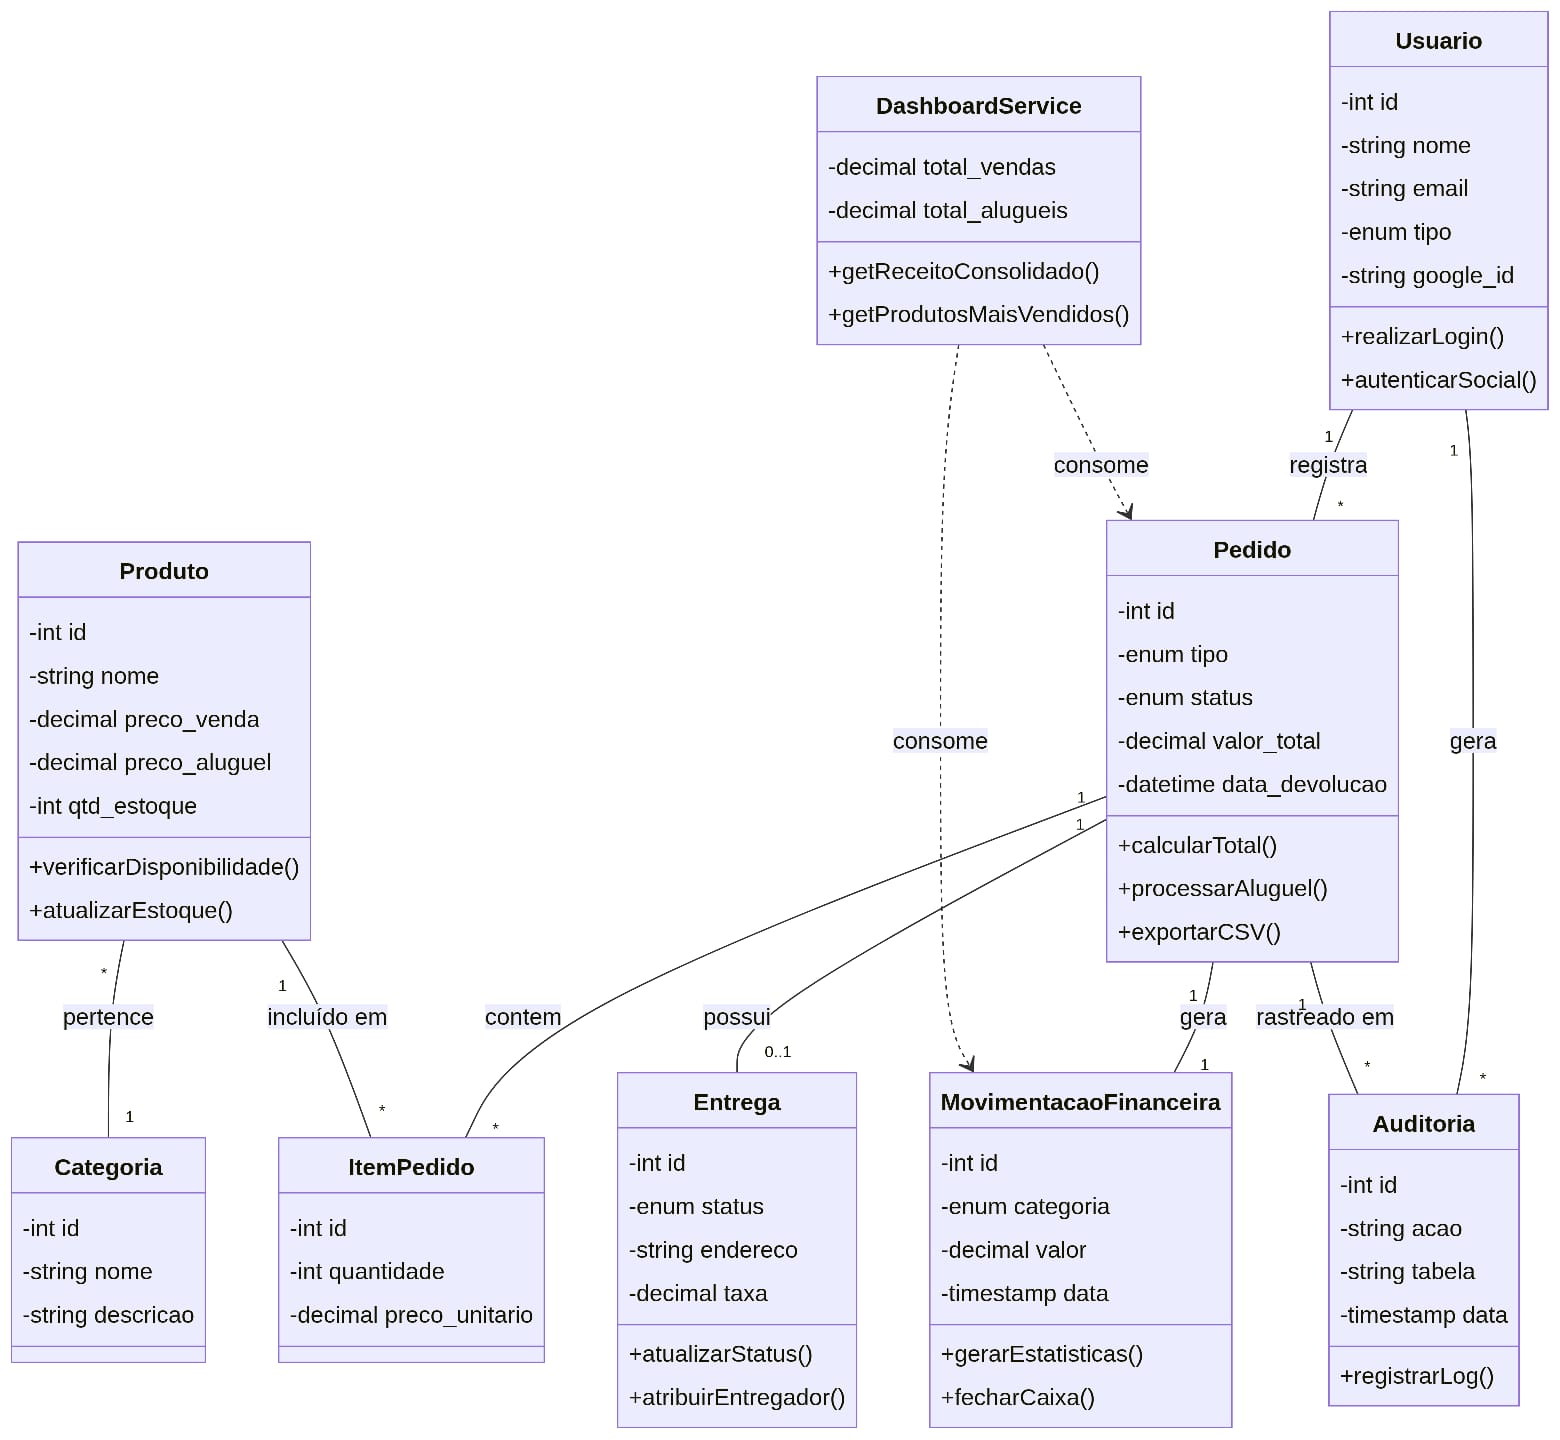 Usuario
-int id
-string nome
-string email
-enum tipo
-string google_id
+realizarLogin()
+autenticarSocial()
DashboardService
-decimal total_vendas
-decimal total_alugueis
+getReceitoConsolidado()
+getProdutosMaisVendidos()
1
registra
*
1
gera
*
consome
consome
Pedido
-int id
-enum tipo
-enum status
-decimal valor_total
-datetime data_devolucao
+calcularTotal()
+processarAluguel()
+exportarCSV()
Produto
-int id
-string nome
-decimal preco_venda
-decimal preco_aluguel
-int qtd_estoque
+verificarDisponibilidade()
+atualizarEstoque()
*
pertence
1
1
incluído em
*
1
contem
*
1
possui
0..1
1
gera
1
1
rastreado em
*
Categoria
-int id
-string nome
-string descricao
ItemPedido
-int id
-int quantidade
-decimal preco_unitario
Entrega
-int id
-enum status
-string endereco
-decimal taxa
+atualizarStatus()
+atribuirEntregador()
MovimentacaoFinanceira
-int id
-enum categoria
-decimal valor
-timestamp data
+gerarEstatisticas()
+fecharCaixa()
Auditoria
-int id
-string acao
-string tabela
-timestamp data
+registrarLog()